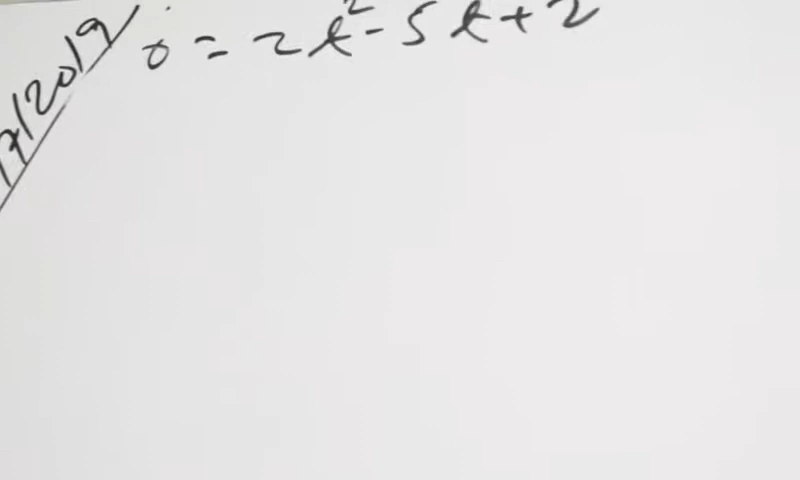 7/2019
0 = 2t² - 5t + 2